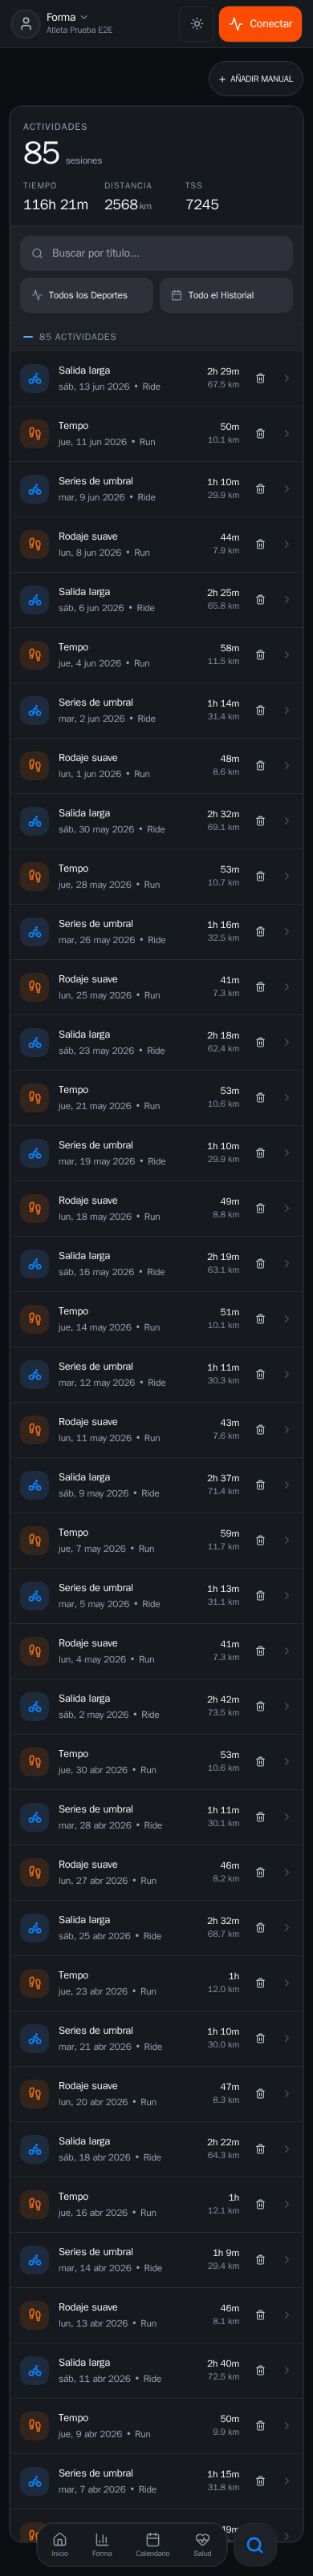 Forma
Atleta Prueba E2E
Conectar
+ AÑADIR MANUAL
ACTIVIDADES
85 sesiones
TIEMPO DISTANCIA TSS
116h 21m 2568 km 7245
Buscar por título...
Todos los Deportes Todo el Historial
85 ACTIVIDADES
Salida larga 2h 29m
sáb, 13 jun 2026 • Ride 67.5 km
Tempo 50m
jue, 11 jun 2026 • Run 10.1 km
Series de umbral 1h 10m
mar, 9 jun 2026 • Ride 29.9 km
Rodaje suave 44m
lun, 8 jun 2026 • Run 7.9 km
Salida larga 2h 25m
sáb, 6 jun 2026 • Ride 65.8 km
Tempo 58m
jue, 4 jun 2026 • Run 11.5 km
Series de umbral 1h 14m
mar, 2 jun 2026 • Ride 31.4 km
Rodaje suave 48m
lun, 1 jun 2026 • Run 8.6 km
Salida larga 2h 32m
sáb, 30 may 2026 • Ride 69.1 km
Tempo 53m
jue, 28 may 2026 • Run 10.7 km
Series de umbral 1h 16m
mar, 26 may 2026 • Ride 32.5 km
Rodaje suave 41m
lun, 25 may 2026 • Run 7.3 km
Salida larga 2h 18m
sáb, 23 may 2026 • Ride 62.4 km
Tempo 53m
jue, 21 may 2026 • Run 10.6 km
Series de umbral 1h 10m
mar, 19 may 2026 • Ride 29.9 km
Rodaje suave 49m
lun, 18 may 2026 • Run 8.8 km
Salida larga 2h 19m
sáb, 16 may 2026 • Ride 63.1 km
Tempo 51m
jue, 14 may 2026 • Run 10.1 km
Series de umbral 1h 11m
mar, 12 may 2026 • Ride 30.3 km
Rodaje suave 43m
lun, 11 may 2026 • Run 7.6 km
Salida larga 2h 37m
sáb, 9 may 2026 • Ride 71.4 km
Tempo 59m
jue, 7 may 2026 • Run 11.7 km
Series de umbral 1h 13m
mar, 5 may 2026 • Ride 31.1 km
Rodaje suave 41m
lun, 4 may 2026 • Run 7.3 km
Salida larga 2h 42m
sáb, 2 may 2026 • Ride 73.5 km
Tempo 53m
jue, 30 abr 2026 • Run 10.6 km
Series de umbral 1h 11m
mar, 28 abr 2026 • Ride 30.1 km
Rodaje suave 46m
lun, 27 abr 2026 • Run 8.2 km
Salida larga 2h 32m
sáb, 25 abr 2026 • Ride 68.7 km
Tempo 1h
jue, 23 abr 2026 • Run 12.0 km
Series de umbral 1h 10m
mar, 21 abr 2026 • Ride 30.0 km
Rodaje suave 47m
lun, 20 abr 2026 • Run 8.3 km
Salida larga 2h 22m
sáb, 18 abr 2026 • Ride 64.3 km
Tempo 1h
jue, 16 abr 2026 • Run 12.1 km
Series de umbral 1h 9m
mar, 14 abr 2026 • Ride 29.4 km
Rodaje suave 46m
lun, 13 abr 2026 • Run 8.1 km
Salida larga 2h 40m
sáb, 11 abr 2026 • Ride 72.5 km
Tempo 50m
jue, 9 abr 2026 • Run 9.9 km
Series de umbral 1h 15m
mar, 7 abr 2026 • Ride 31.8 km
Inicio Forma Calendario Salud